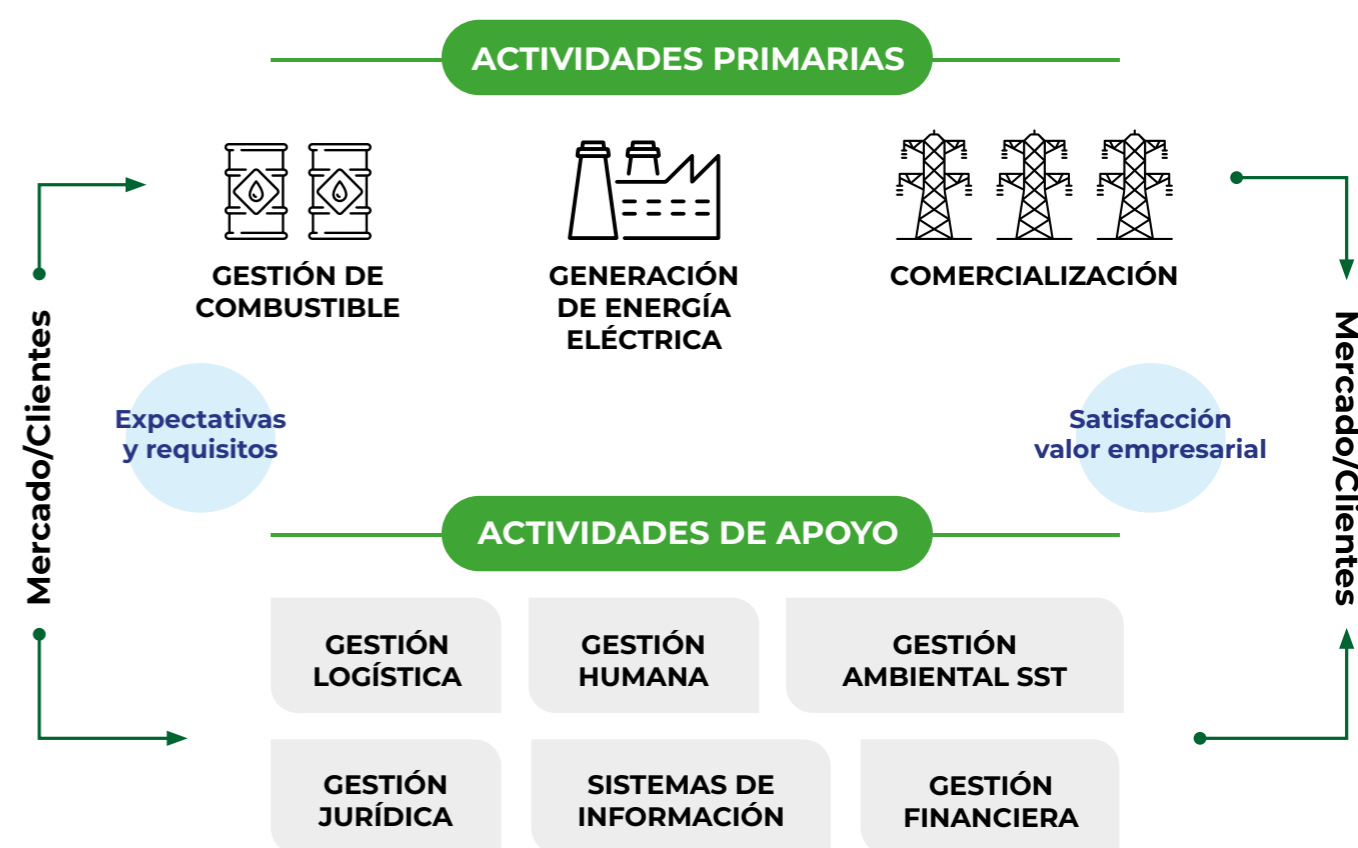 ACTIVIDADES PRIMARIAS
GESTIÓN DE
COMBUSTIBLE
GENERACIÓN
DE ENERGÍA
ELÉCTRICA
COMERCIALIZACIÓN
Mercado/Clientes
Expectativas
y requisitos
Satisfacción
valor empresarial
Mercado/Clientes
ACTIVIDADES DE APOYO
GESTIÓN
LOGÍSTICA
GESTIÓN
HUMANA
GESTIÓN
AMBIENTAL SST
GESTIÓN
JURÍDICA
SISTEMAS DE
INFORMACIÓN
GESTIÓN
FINANCIERA